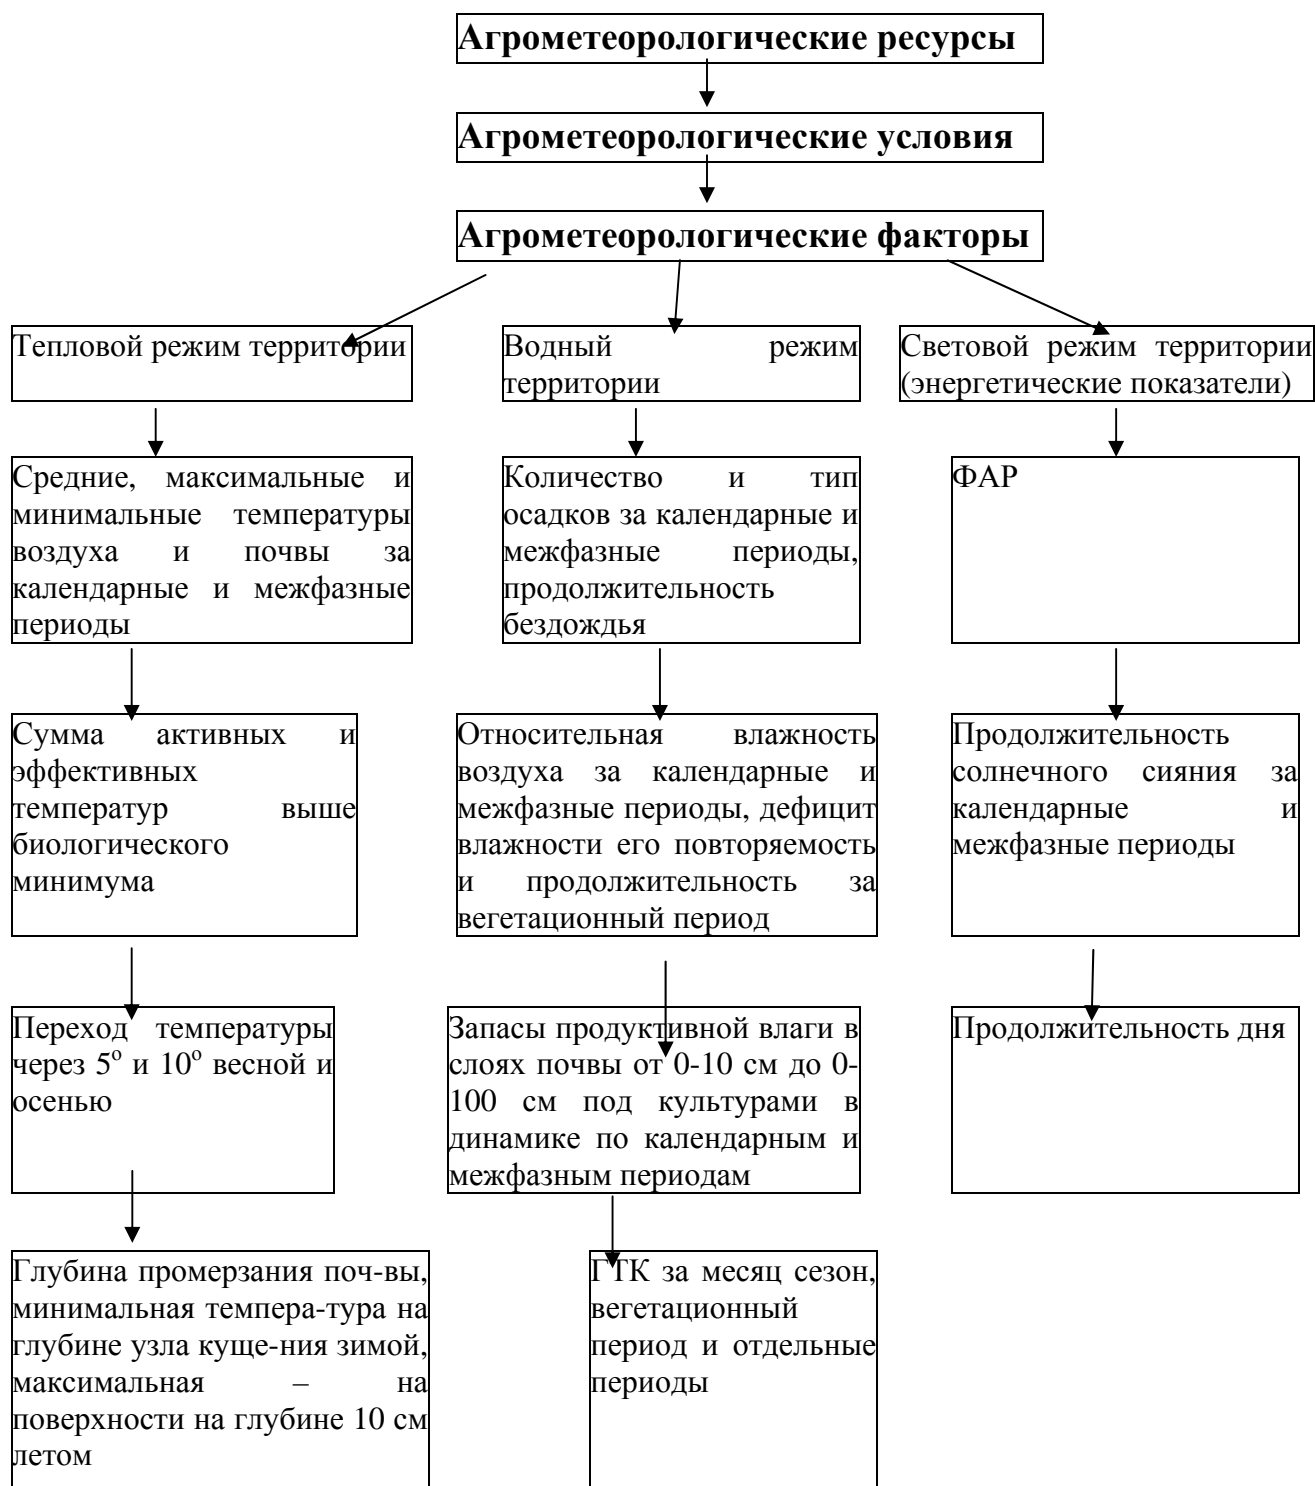 Агрометеорологические ресурсы
Агрометеорологические условия
Агрометеорологические факторы
Тепловой режим территории
Водный режим
территории
Световой режим территории
(энергетические показатели)
Средние, максимальные и
минимальные температуры
воздуха и почвы за
календарные и межфазные
периоды
Количество и тип
осадков за календарные и
межфазные периоды,
продолжительность
бездождья
ФАР
Сумма активных и
эффективных
температур выше
биологического
минимума
Относительная влажность
воздуха за календарные и
межфазные периоды, дефицит
влажности его повторяемость
и продолжительность за
вегетационный период
Продолжительность
солнечного сияния за
календарные и
межфазные периоды
Переход температуры
через 5º и 10º весной и
осенью
Запасы продуктивной влаги в
слоях почвы от 0-10 см до 0-
100 см под культурами в
динамике по календарным и
межфазным периодам
Продолжительность дня
Глубина промерзания поч-вы,
минимальная темпера-тура на
глубине узла куще-ния зимой,
максимальная – на
поверхности на глубине 10 см
летом
ГТК за месяц сезон,
вегетационный
период и отдельные
периоды